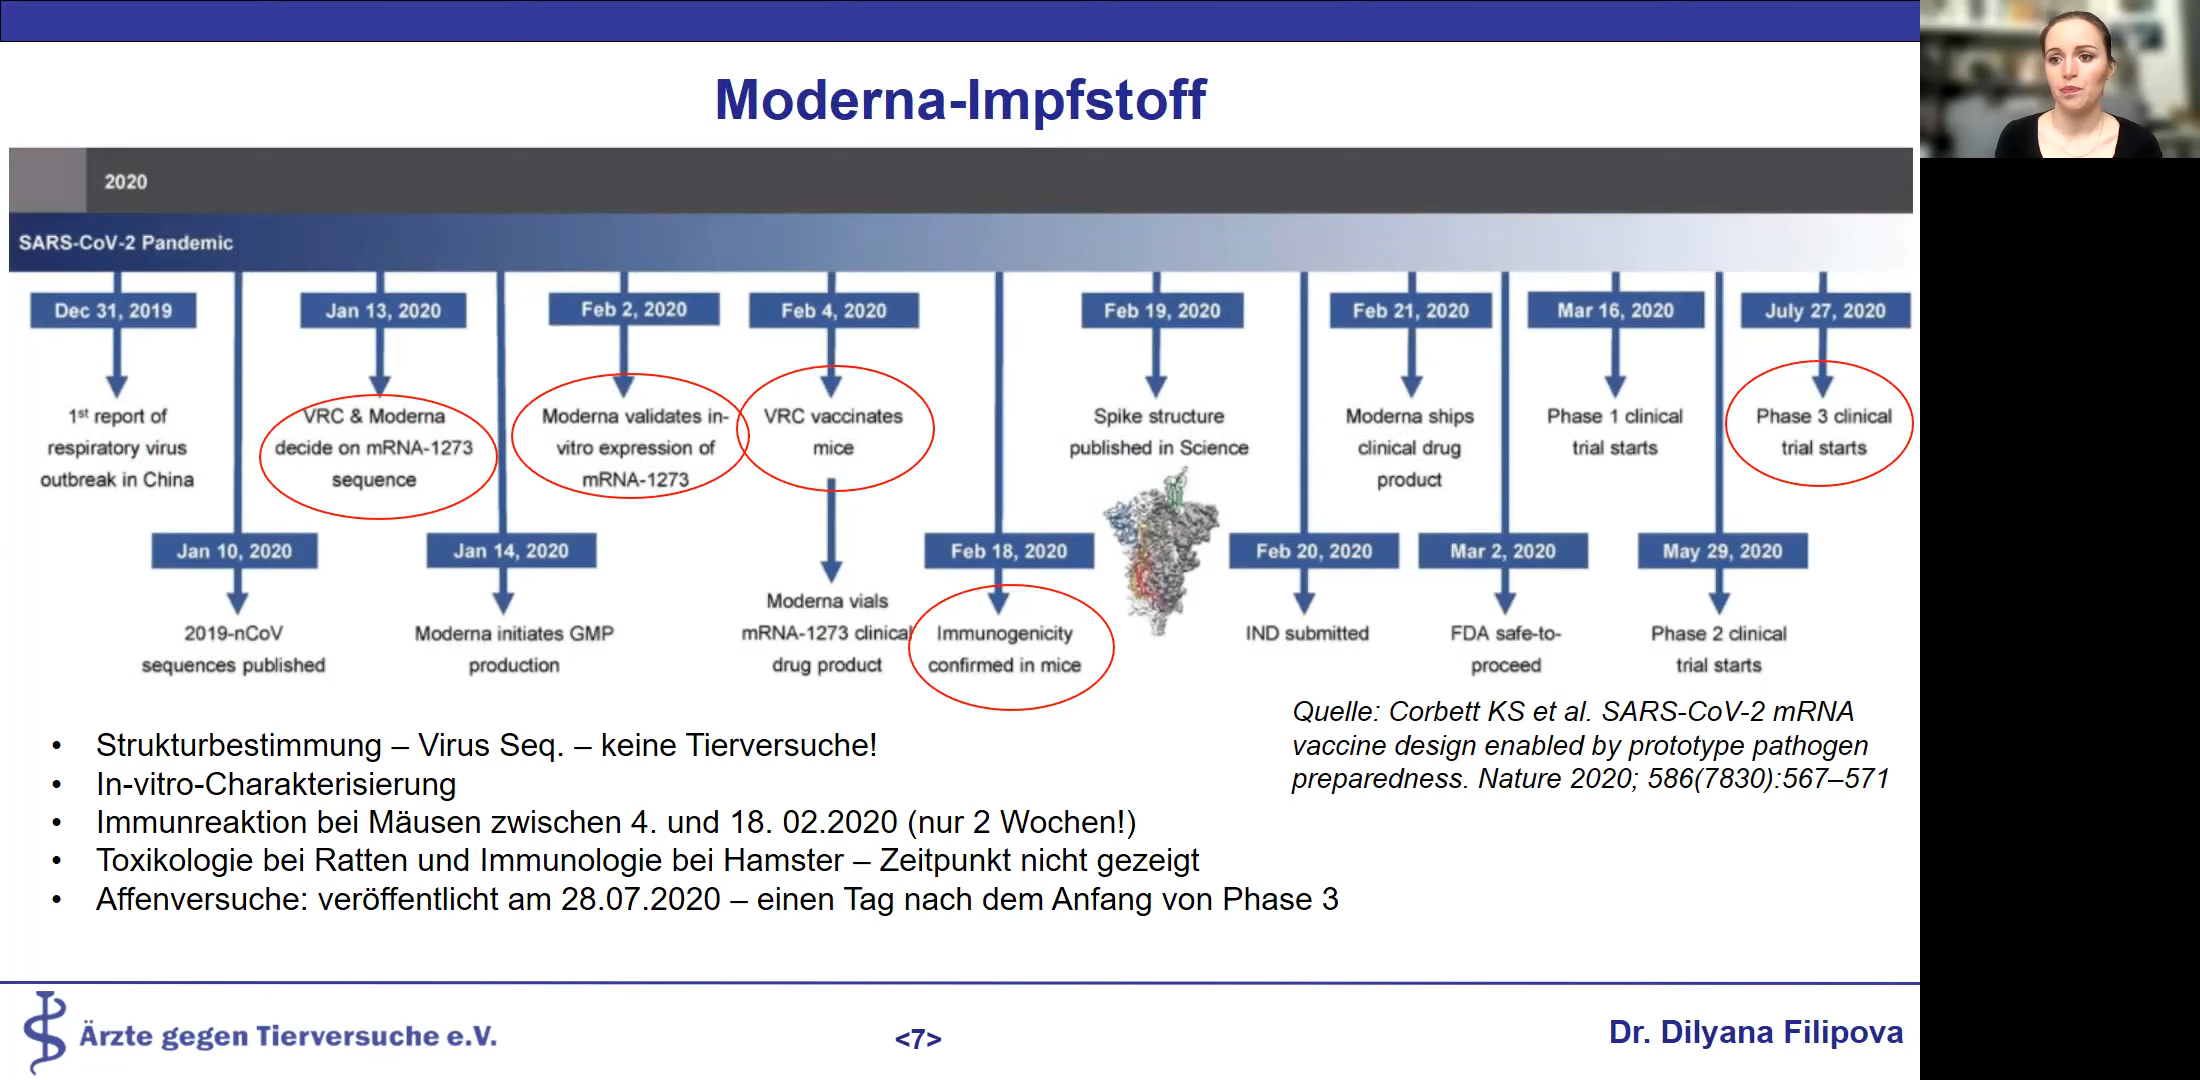 Moderna-Impfstoff
2020
SARS-CoV-2 Pandemic
Dec 31, 2019
1st report of
respiratory virus
outbreak in China
Jan 10, 2020
2019-nCoV
sequences published
Jan 13, 2020
VRC & Moderna
decide on mRNA-1273
sequence
Jan 14, 2020
Moderna initiates GMP
production
Feb 2, 2020
Moderna validates in-
vitro expression of
mRNA-1273
Feb 4, 2020
VRC vaccinates
mice
Moderna vials
mRNA-1273 clinical
drug product
Feb 18, 2020
Immunogenicity
confirmed in mice
Feb 19, 2020
Spike structure
published in Science
Feb 20, 2020
IND submitted
Feb 21, 2020
Moderna ships
clinical drug
product
Mar 2, 2020
FDA safe-to-
proceed
Mar 16, 2020
Phase 1 clinical
trial starts
May 29, 2020
Phase 2 clinical
trial starts
July 27, 2020
Phase 3 clinical
trial starts
Quelle: Corbett KS et al. SARS-CoV-2 mRNA
vaccine design enabled by prototype pathogen
preparedness. Nature 2020; 586(7830):567–571
• Strukturbestimmung – Virus Seq. – keine Tierversuche!
• In-vitro-Charakterisierung
• Immunreaktion bei Mäusen zwischen 4. und 18. 02.2020 (nur 2 Wochen!)
• Toxikologie bei Ratten und Immunologie bei Hamster – Zeitpunkt nicht gezeigt
• Affenversuche: veröffentlicht am 28.07.2020 – einen Tag nach dem Anfang von Phase 3
Ärzte gegen Tierversuche e.V.
<7>
Dr. Dilyana Filipova